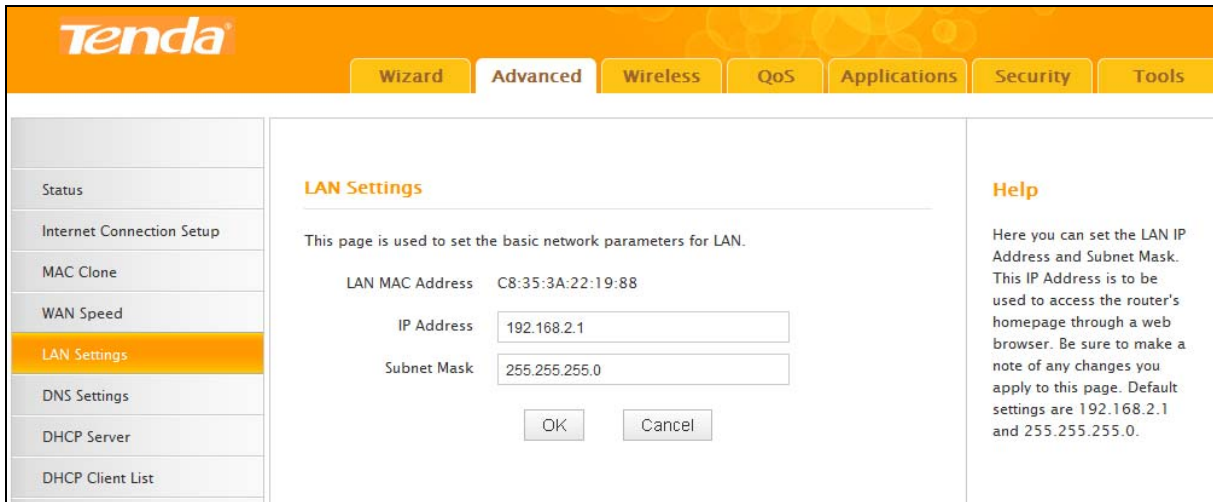 Tenda
Wizard
Advanced
Wireless
QoS
Applications
Security
Tools
Status
Internet Connection Setup
MAC Clone
WAN Speed
LAN Settings
DNS Settings
DHCP Server
DHCP Client List
LAN Settings
This page is used to set the basic network parameters for LAN.
LAN MAC Address C8:35:3A:22:19:88
IP Address 192.168.2.1
Subnet Mask 255.255.255.0
OK Cancel
Help
Here you can set the LAN IP
Address and Subnet Mask.
This IP Address is to be
used to access the router's
homepage through a web
browser. Be sure to make a
note of any changes you
apply to this page. Default
settings are 192.168.2.1
and 255.255.255.0.